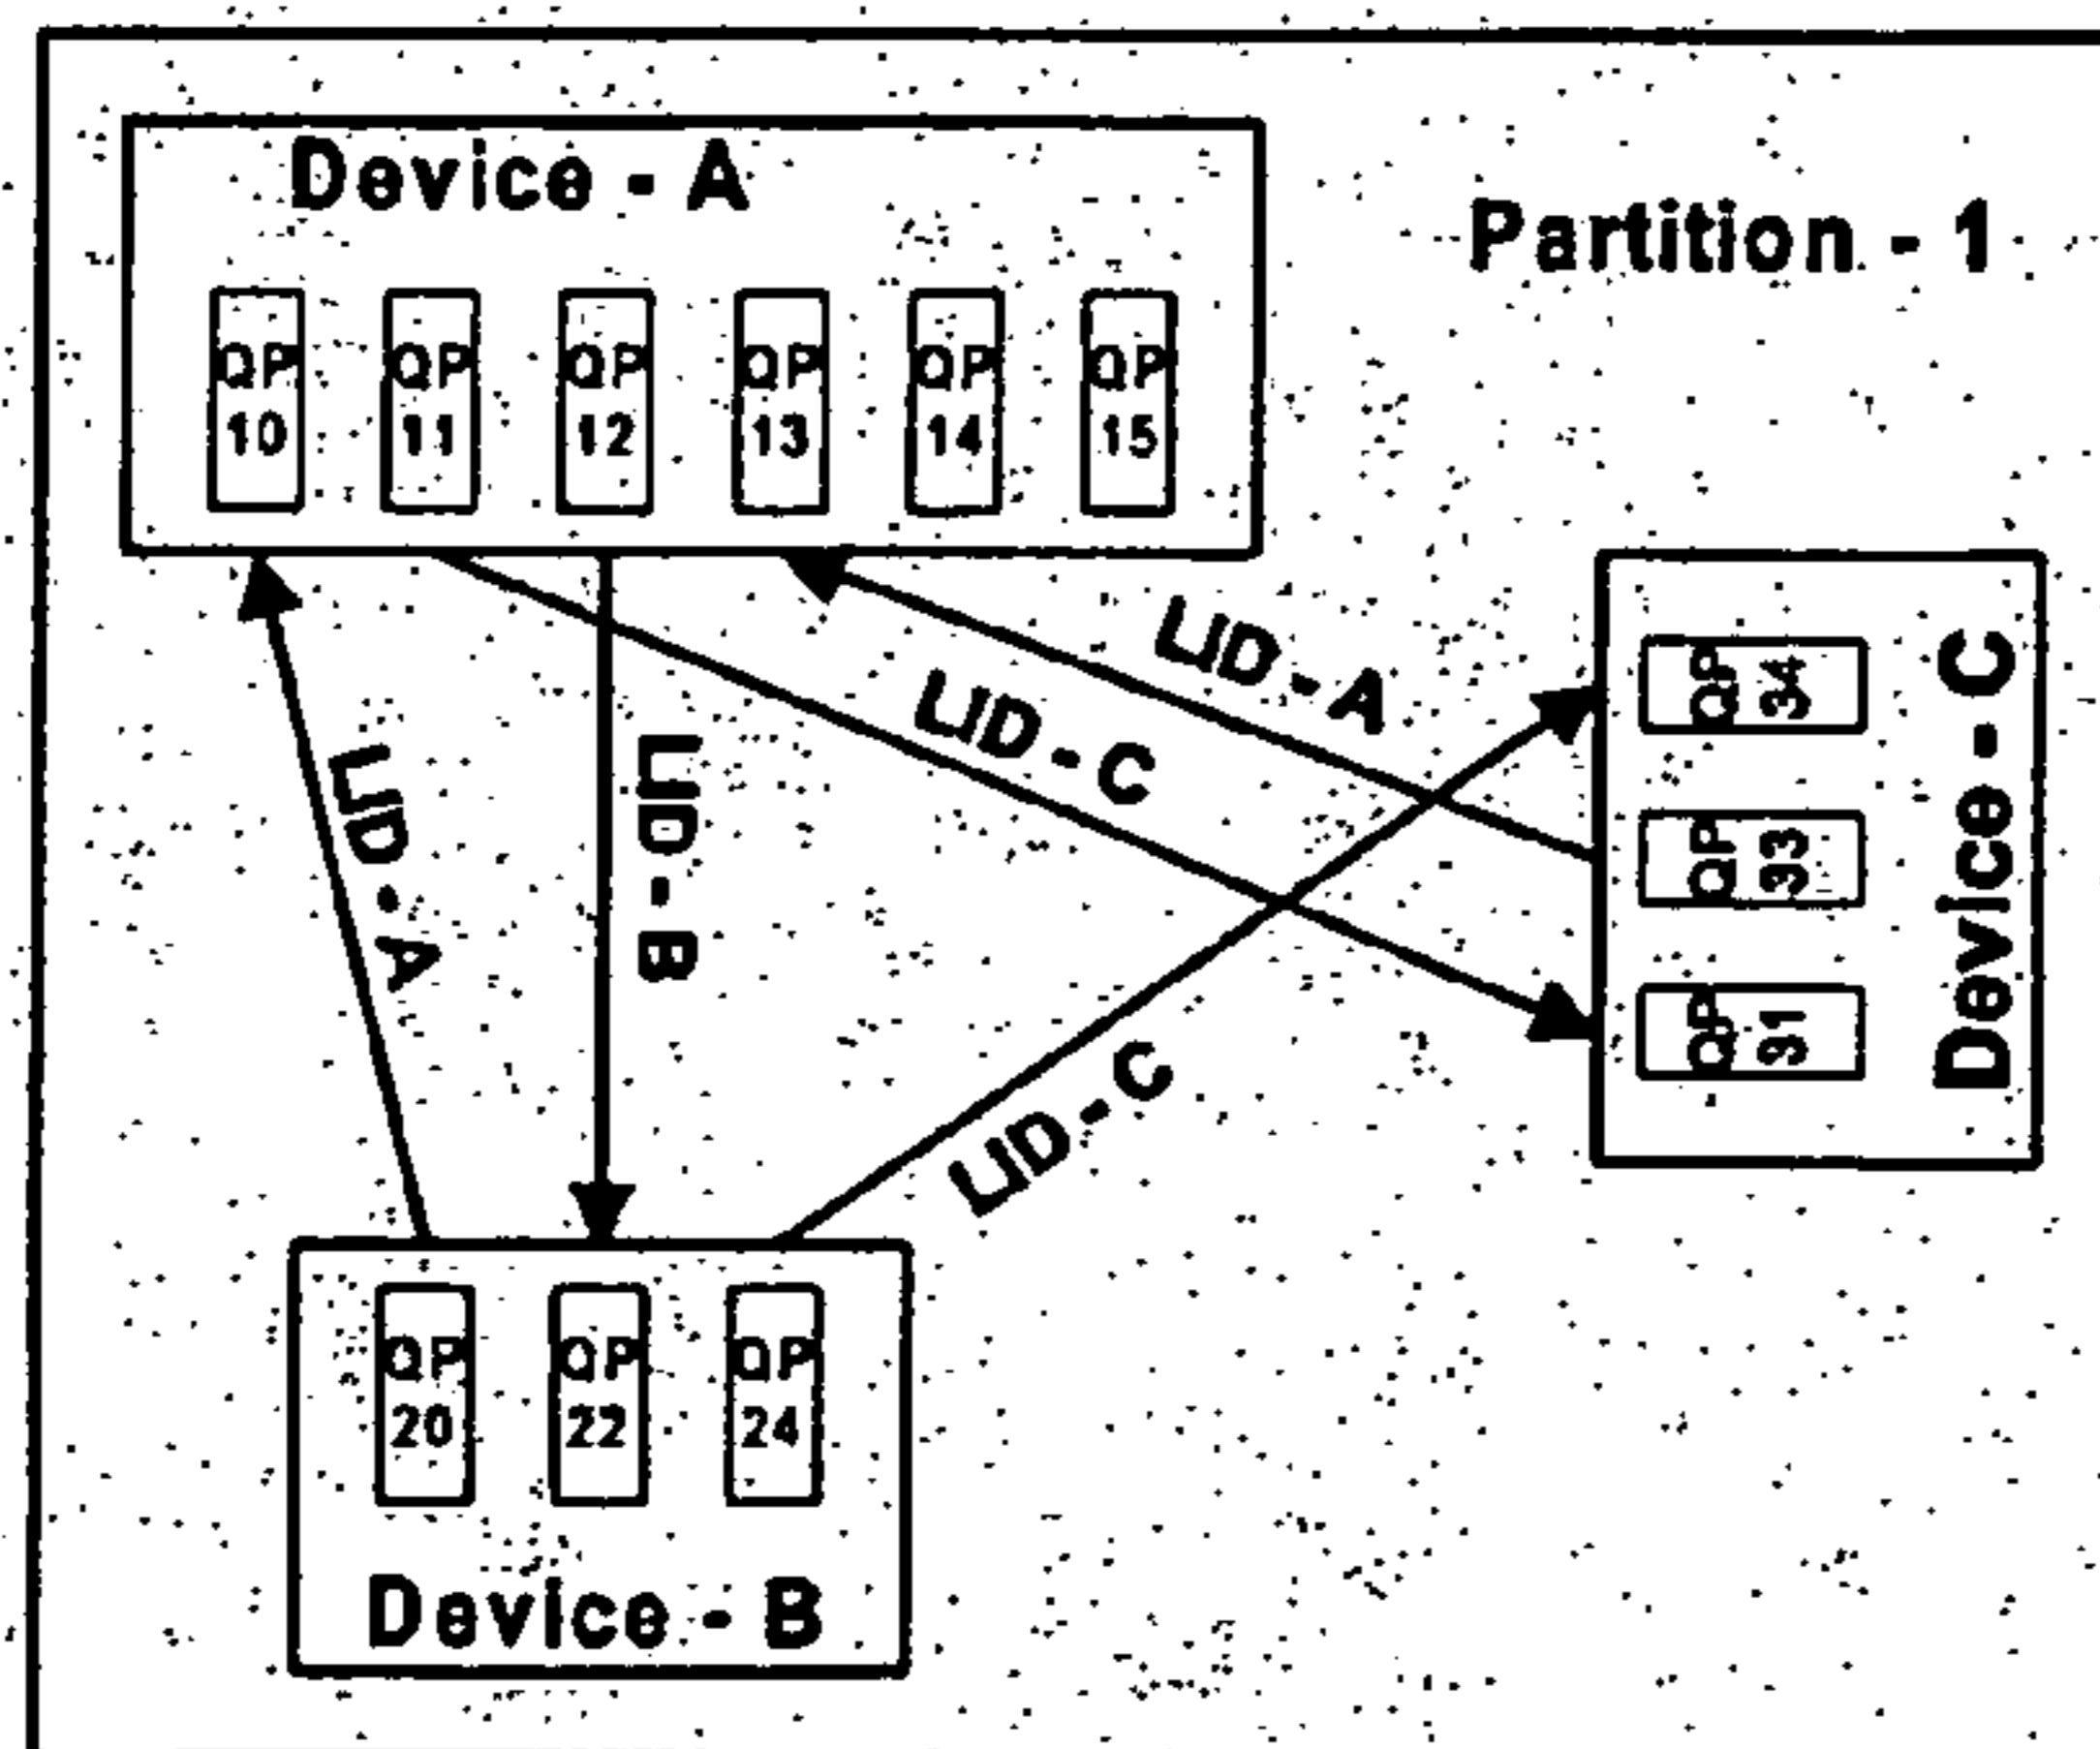 Device - A
Partition - 1
QP QP QP QP QP QP
10 11 12 13 14 15
LID - A
LID - C
LID - A
LID - B
LID - C
QP 34
QP 33
QP 31
Device - C
QP QP QP
20 22 24
Device - B